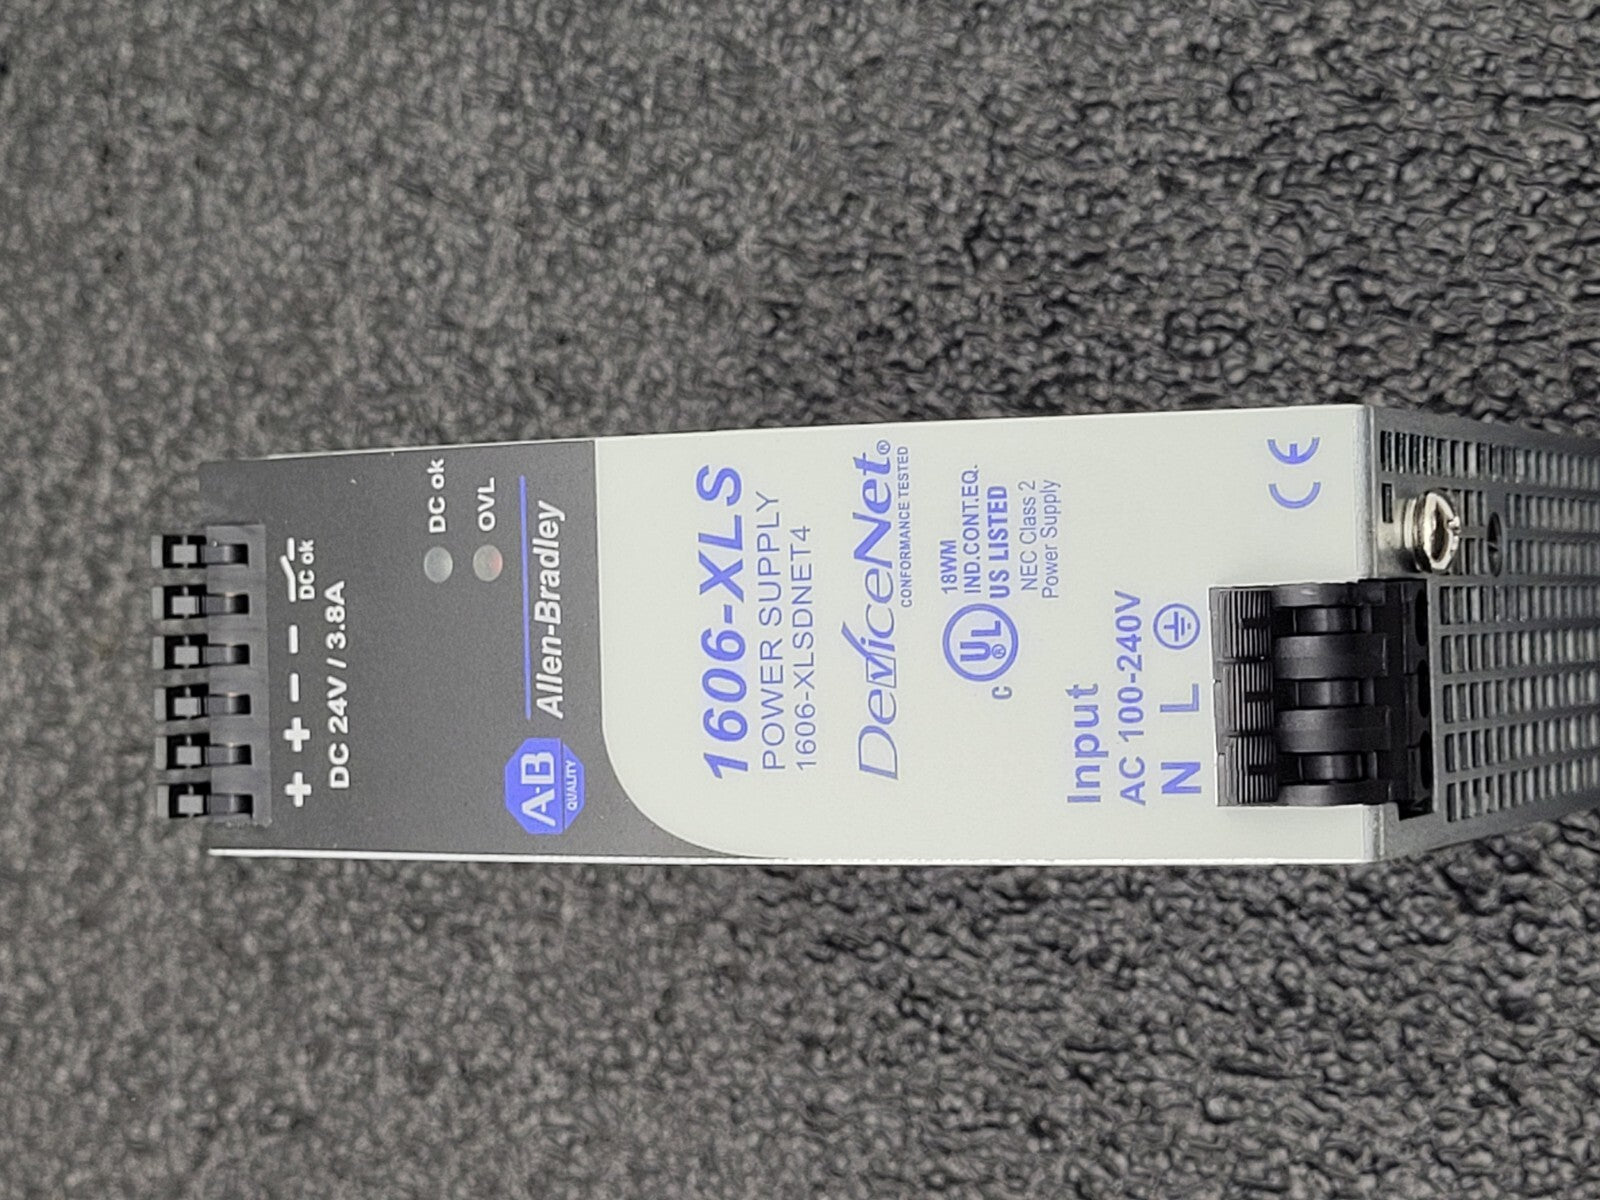 + + − − DC ok
DC 24V / 3.8A
DC ok
OVL
A-B
QUALITY
Allen-Bradley
1606-XLS
POWER SUPPLY
1606-XLSDNET4
DeviceNet®
CONFORMANCE TESTED
C UL ®
18WM
IND.CONT.EQ.
US LISTED
NEC Class 2
Power Supply
Input
AC 100-240V
N L
CE